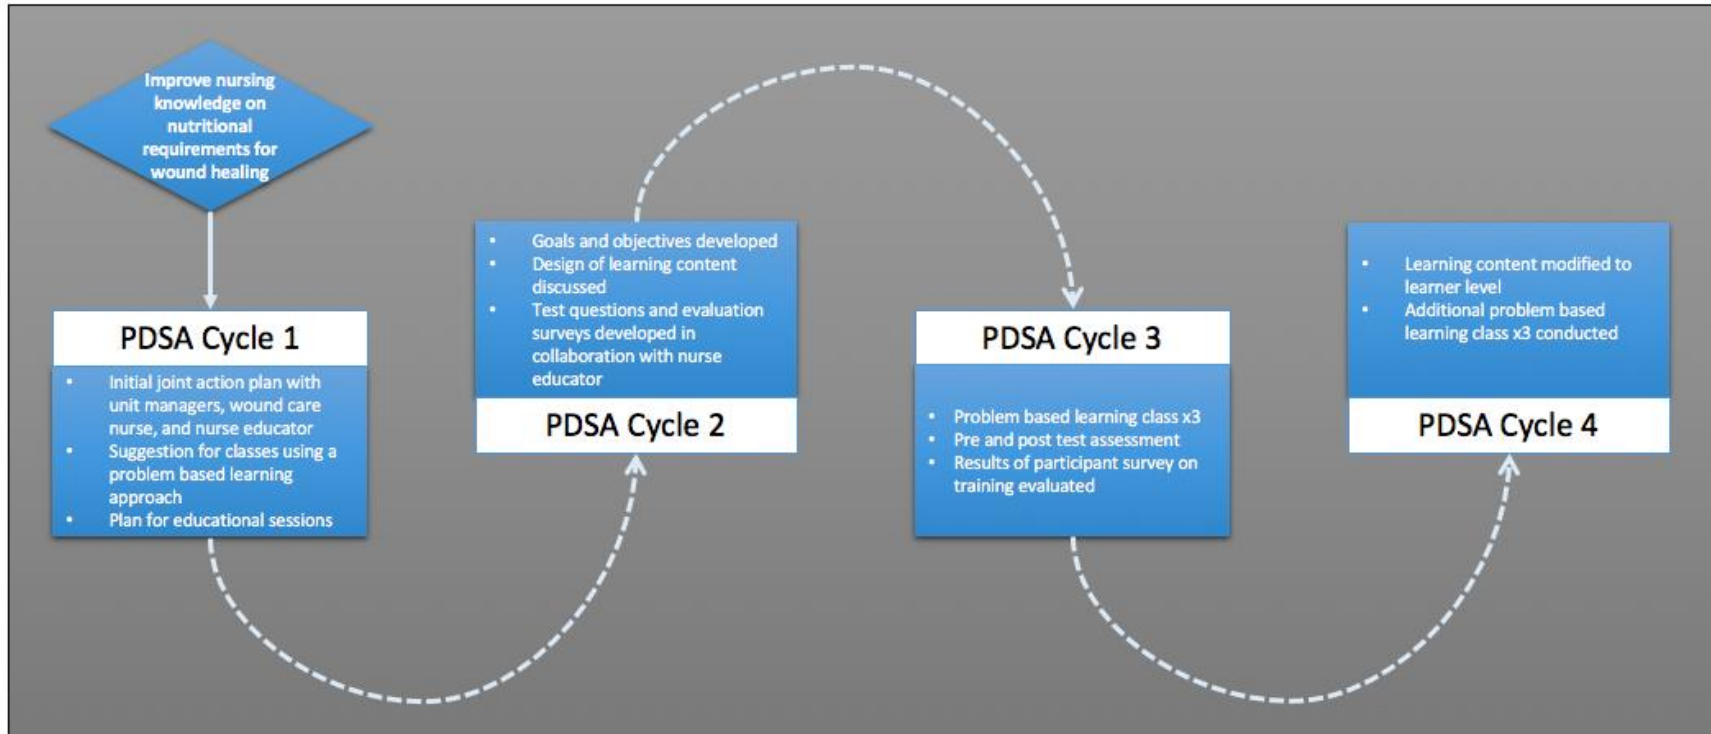 Improve nursing
knowledge on
nutritional
requirements for
wound healing
PDSA Cycle 1
• Initial joint action plan with
unit managers, wound care
nurse, and nurse educator
• Suggestion for classes using a
problem based learning
approach
• Plan for educational sessions
• Goals and objectives developed
• Design of learning content
discussed
• Test questions and evaluation
surveys developed in
collaboration with nurse
educator
PDSA Cycle 2
PDSA Cycle 3
• Problem based learning class x3
• Pre and post test assessment
• Results of participant survey on
training evaluated
• Learning content modified to
learner level
• Additional problem based
learning class x3 conducted
PDSA Cycle 4